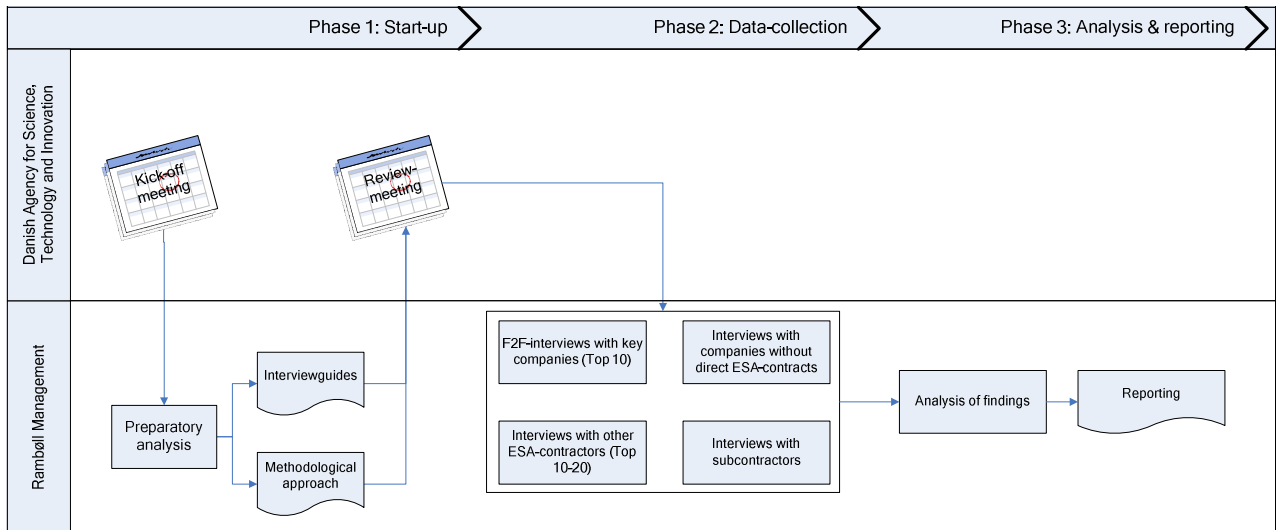 Phase 1: Start-up
Phase 2: Data-collection
Phase 3: Analysis & reporting
Danish Agency for Science,
Technology and Innovation
Kick-off
meeting
Review-
meeting
Rambøll Management
Preparatory
analysis
Interviewguides
Methodological
approach
F2F-interviews with key
companies (Top 10)
Interviews with
companies without
direct ESA-contracts
Interviews with other
ESA-contractors (Top
10-20)
Interviews with
subcontractors
Analysis of findings
Reporting